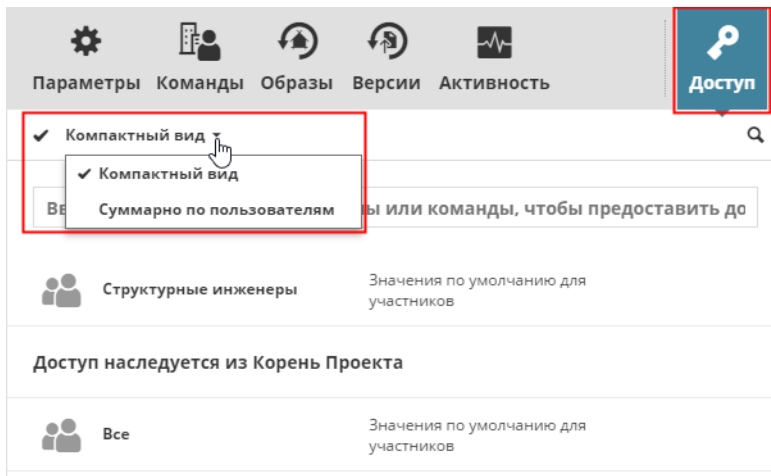 Параметры Команды Образы Версии Активность Доступ
Компактный вид
Компактный вид
Суммарно по пользователям
или команды, чтобы предоставить до
Структурные инженеры
Значения по умолчанию для
участников
Доступ наследуется из Корень Проекта
Все
Значения по умолчанию для
участников